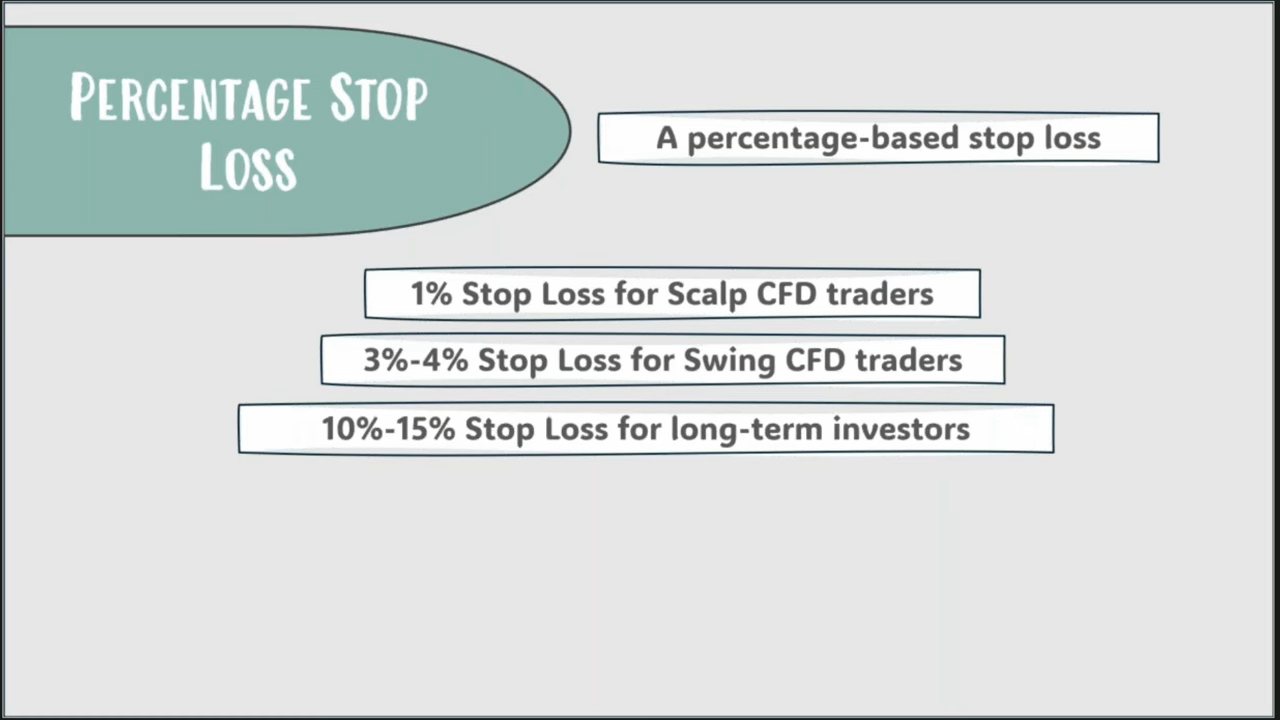 PERCENTAGE STOP
LOSS
A percentage-based stop loss
1% Stop Loss for Scalp CFD traders
3%-4% Stop Loss for Swing CFD traders
10%-15% Stop Loss for long-term investors